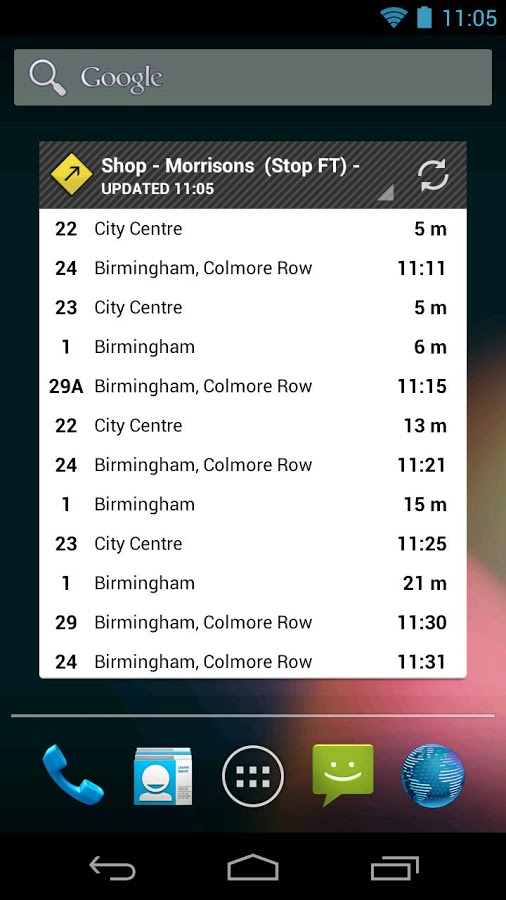 11:05
Google
Shop - Morrisons (Stop FT) -
UPDATED 11:05
22 City Centre 5 m
24 Birmingham, Colmore Row 11:11
23 City Centre 5 m
1 Birmingham 6 m
29A Birmingham, Colmore Row 11:15
22 City Centre 13 m
24 Birmingham, Colmore Row 11:21
1 Birmingham 15 m
23 City Centre 11:25
1 Birmingham 21 m
29 Birmingham, Colmore Row 11:30
24 Birmingham, Colmore Row 11:31